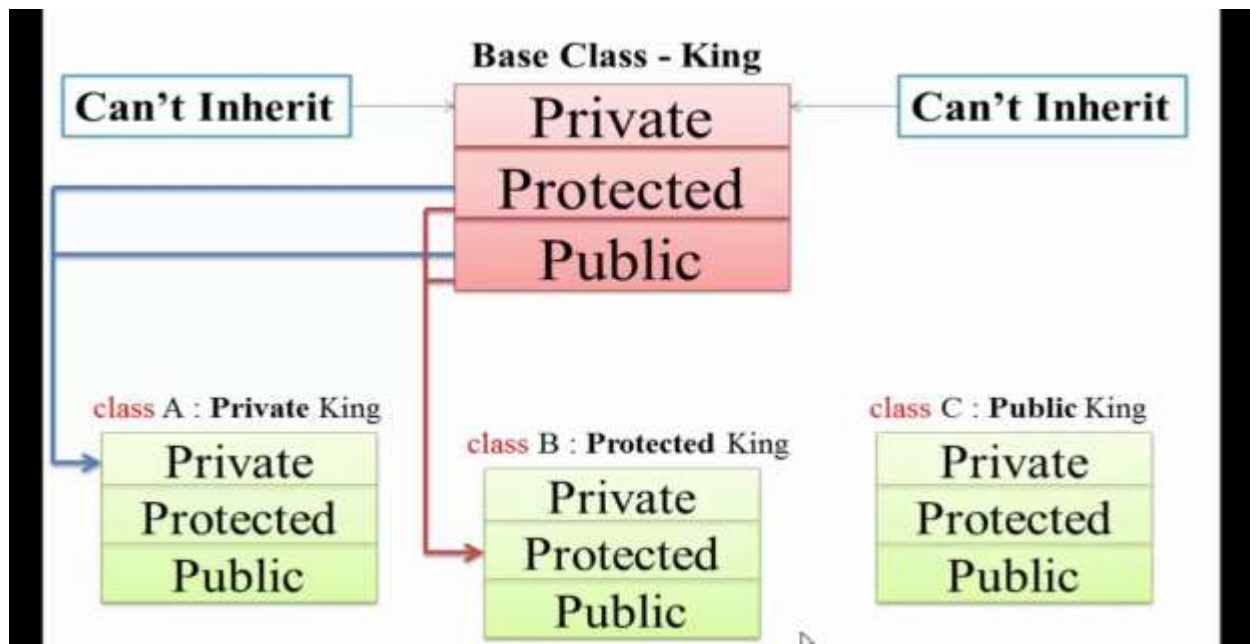 Base Class - King
Can't Inherit
Can't Inherit
Private
Protected
Public
class A : Private King
Private
Protected
Public
class B : Protected King
Private
Protected
Public
class C : Public King
Private
Protected
Public